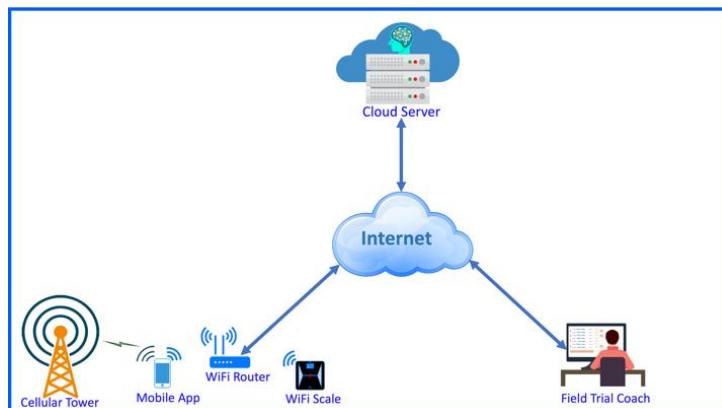 Cloud Server
Internet
WiFi Router
Cellular Tower
Mobile App
WiFi Scale
Field Trial Coach